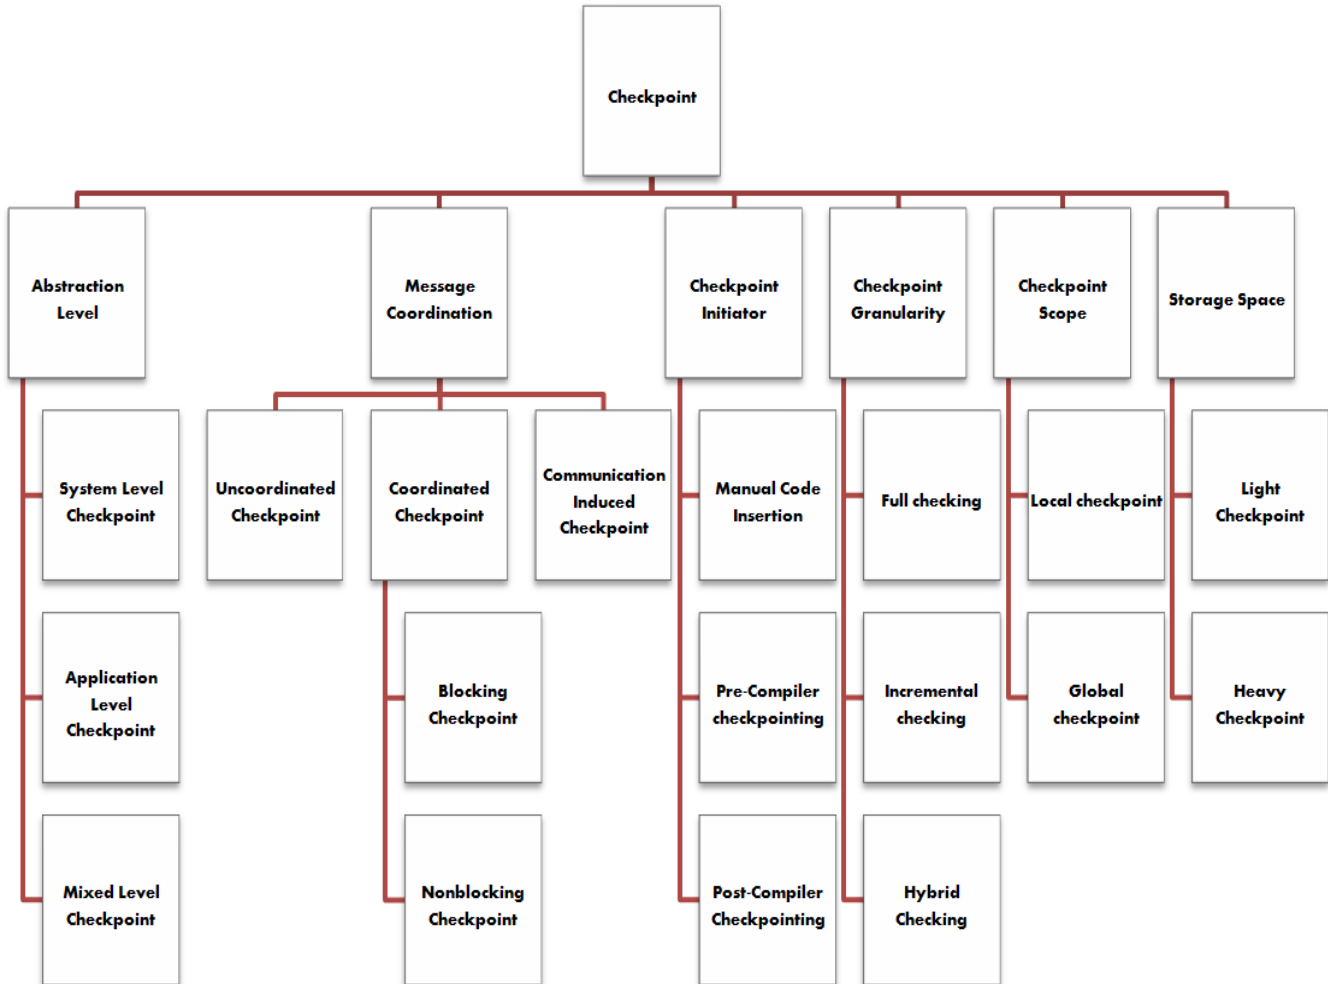 Checkpoint
Abstraction
Level
Message
Coordination
Checkpoint
Initiator
Checkpoint
Granularity
Checkpoint
Scope
Storage Space
System Level
Checkpoint
Uncoordinated
Checkpoint
Coordinated
Checkpoint
Communication
Induced
Checkpoint
Manual Code
Insertion
Full checking
Local checkpoint
Light
Checkpoint
Application
Level
Checkpoint
Blocking
Checkpoint
Pre-Compiler
checkpointing
Incremental
checking
Global
checkpoint
Heavy
Checkpoint
Mixed Level
Checkpoint
Nonblocking
Checkpoint
Post-Compiler
Checkpointing
Hybrid
Checking